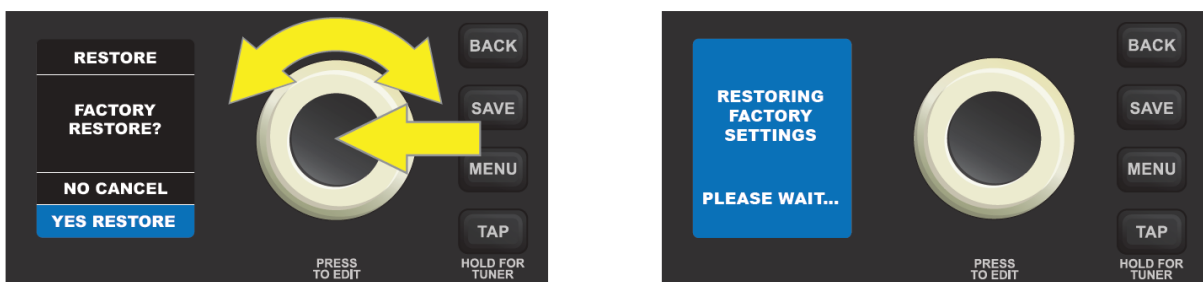 RESTORE
FACTORY
RESTORE?
NO CANCEL
YES RESTORE
BACK
SAVE
MENU
TAP
PRESS
TO EDIT
HOLD FOR
TUNER
RESTORING
FACTORY
SETTINGS
PLEASE WAIT...
BACK
SAVE
MENU
TAP
PRESS
TO EDIT
HOLD FOR
TUNER